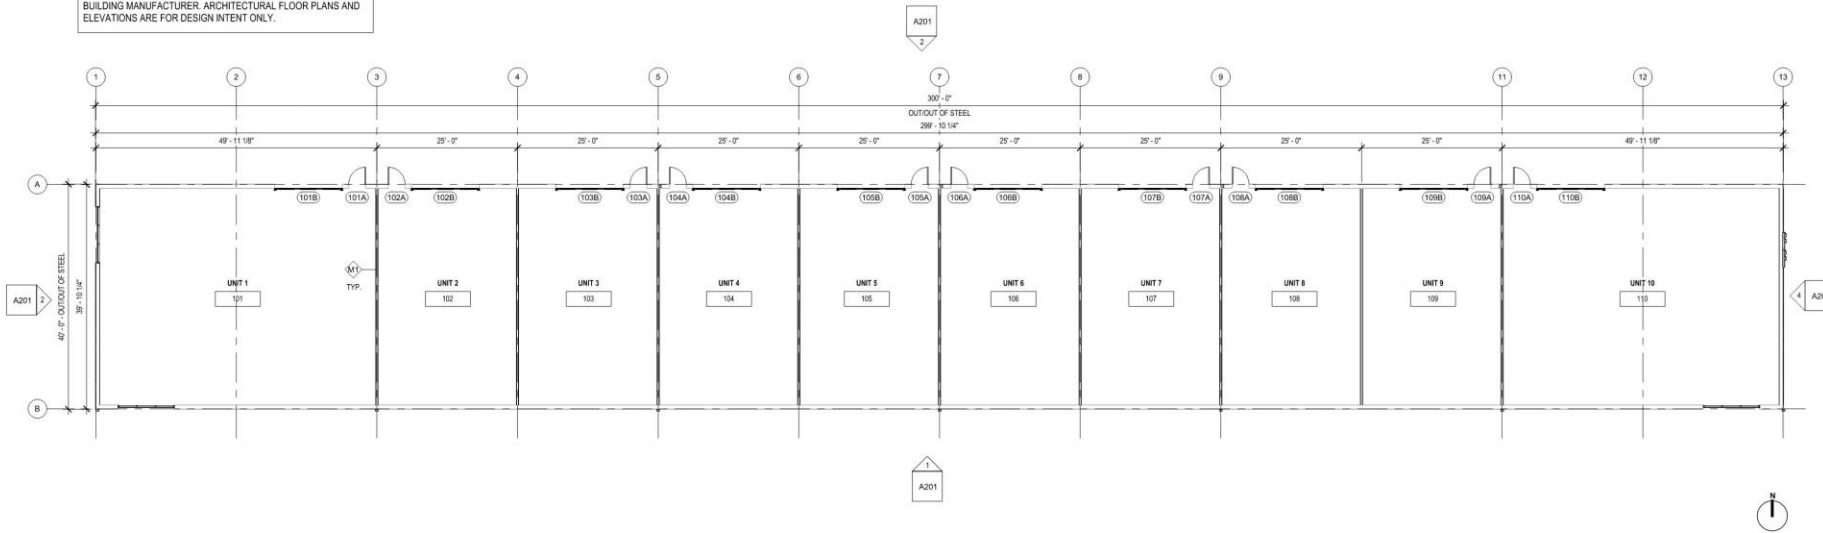 BUILDING MANUFACTURER. ARCHITECTURAL FLOOR PLANS AND
ELEVATIONS ARE FOR DESIGN INTENT ONLY.
A201
2
1 2 3 4 5 6 7 8 9 11 12 13
300' - 0"
OUT/OUT OF STEEL
299' - 10 1/4"
49' - 11 1/8" 25' - 0" 25' - 0" 25' - 0" 25' - 0" 25' - 0" 25' - 0" 25' - 0" 25' - 0" 49' - 11 1/8"
A
101B 101A 102A 102B 103B 103A 104A 104B 105B 105A 106A 106B 107B 107A 108A 108B 109B 109A 110A 110B
40' - 0" - OUT/OUT OF STEEL
39' - 10 1/4"
M1
TYP.
UNIT 1 UNIT 2 UNIT 3 UNIT 4 UNIT 5 UNIT 6 UNIT 7 UNIT 8 UNIT 9 UNIT 10
101 102 103 104 105 106 107 108 109 110
A201 2
4
B
1
A201
N